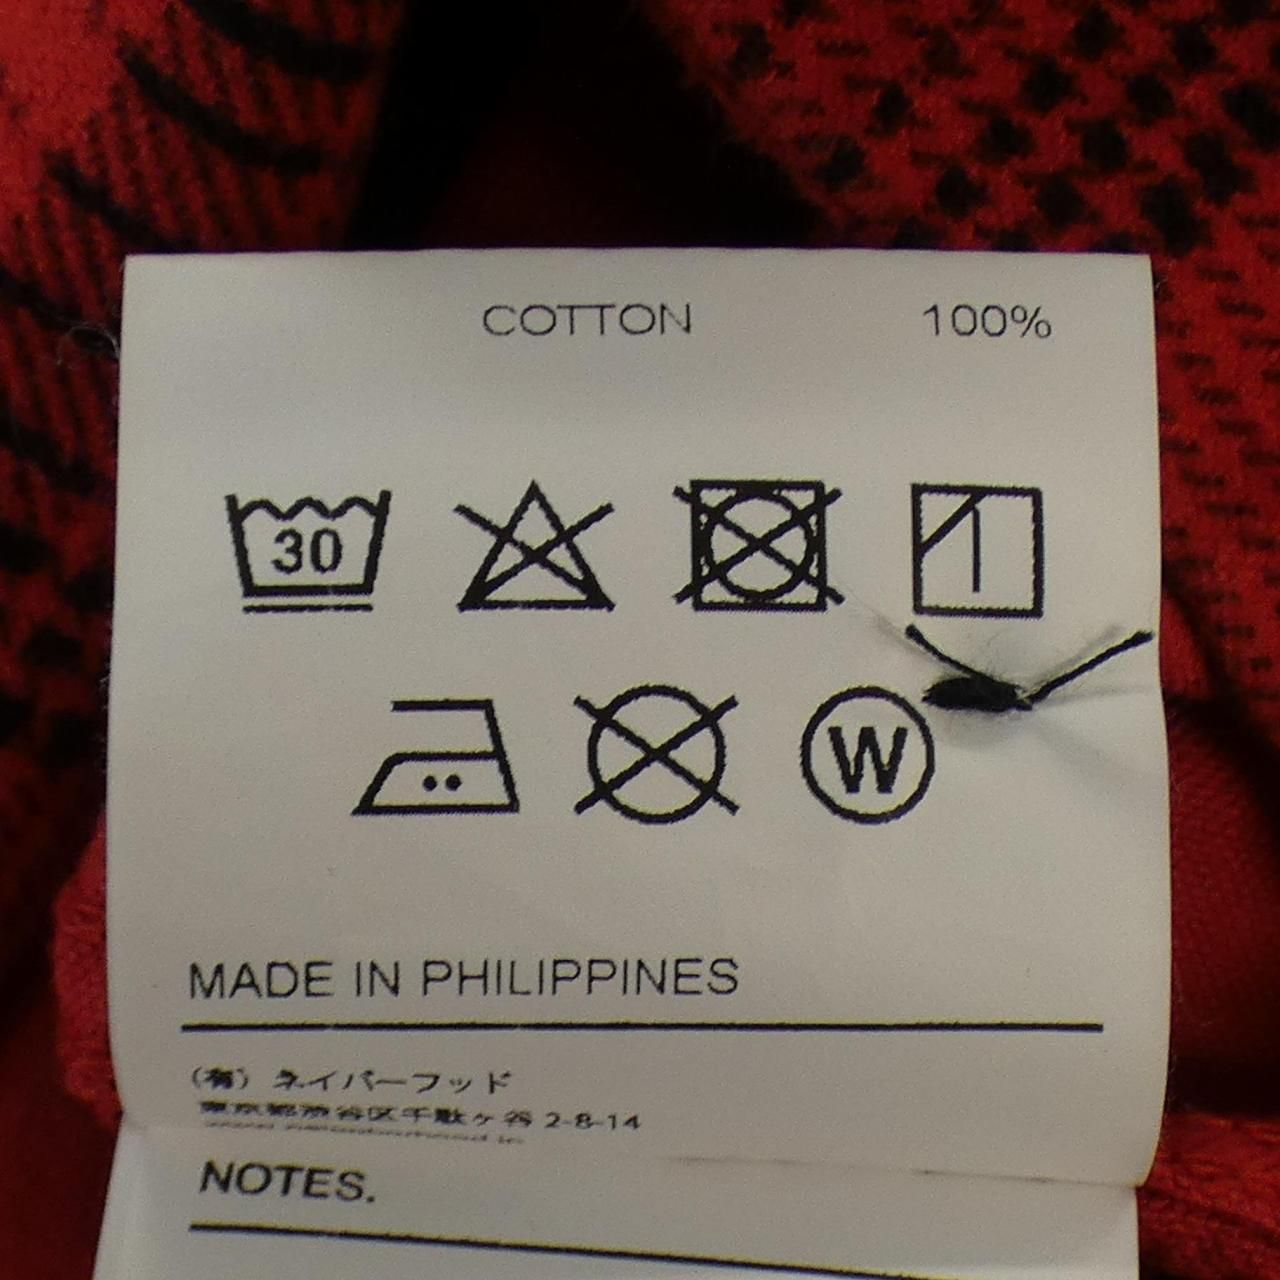 COTTON 100%
30
W
MADE IN PHILIPPINES
(有) ネイバーフッド
東京都渋谷区千駄ヶ谷 2-8-14
NOTES.